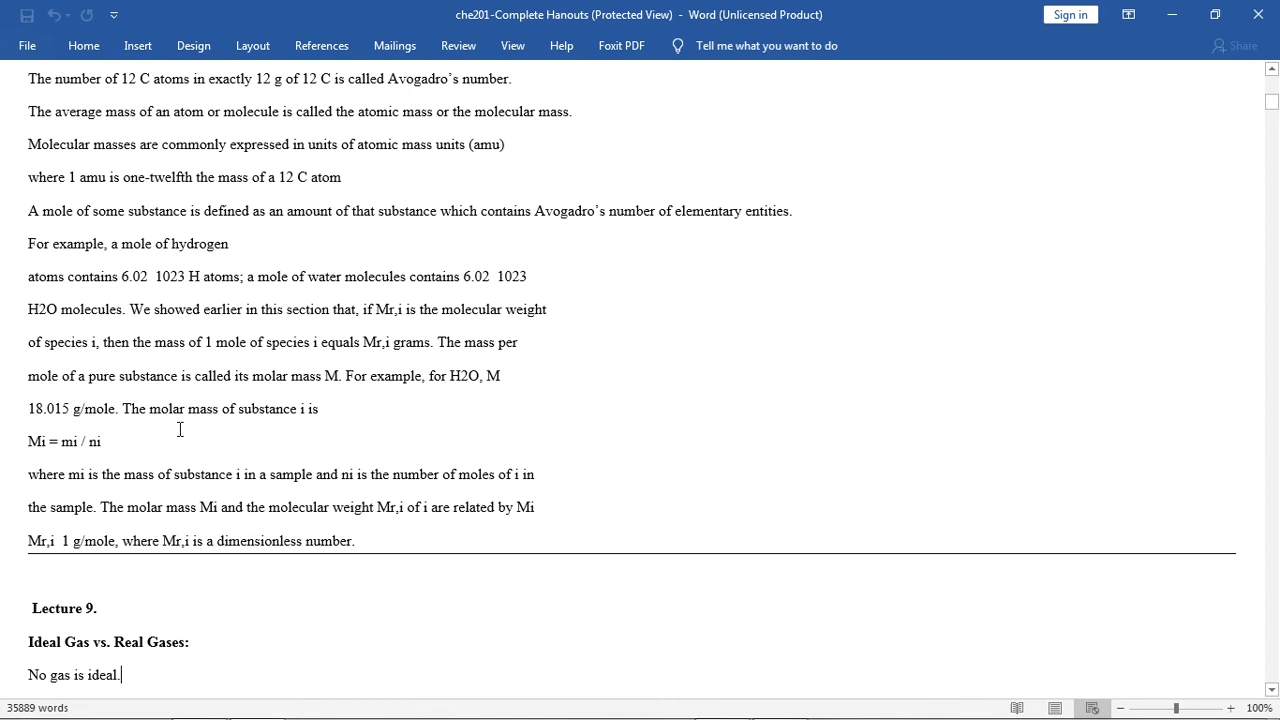 che201-Complete Hanouts (Protected View) - Word (Unlicensed Product)
Sign in
File Home Insert Design Layout References Mailings Review View Help Foxit PDF Tell me what you want to do Share
The number of 12 C atoms in exactly 12 g of 12 C is called Avogadro’s number.
The average mass of an atom or molecule is called the atomic mass or the molecular mass.
Molecular masses are commonly expressed in units of atomic mass units (amu)
where 1 amu is one-twelfth the mass of a 12 C atom
A mole of some substance is defined as an amount of that substance which contains Avogadro’s number of elementary entities.
For example, a mole of hydrogen
atoms contains 6.02 1023 H atoms; a mole of water molecules contains 6.02 1023
H2O molecules. We showed earlier in this section that, if Mr,i is the molecular weight
of species i, then the mass of 1 mole of species i equals Mr,i grams. The mass per
mole of a pure substance is called its molar mass M. For example, for H2O, M
18.015 g/mole. The molar mass of substance i is
Mi = mi / ni
where mi is the mass of substance i in a sample and ni is the number of moles of i in
the sample. The molar mass Mi and the molecular weight Mr,i of i are related by Mi
Mr,i 1 g/mole, where Mr,i is a dimensionless number.
Lecture 9.
Ideal Gas vs. Real Gases:
No gas is ideal.
35889 words
100%